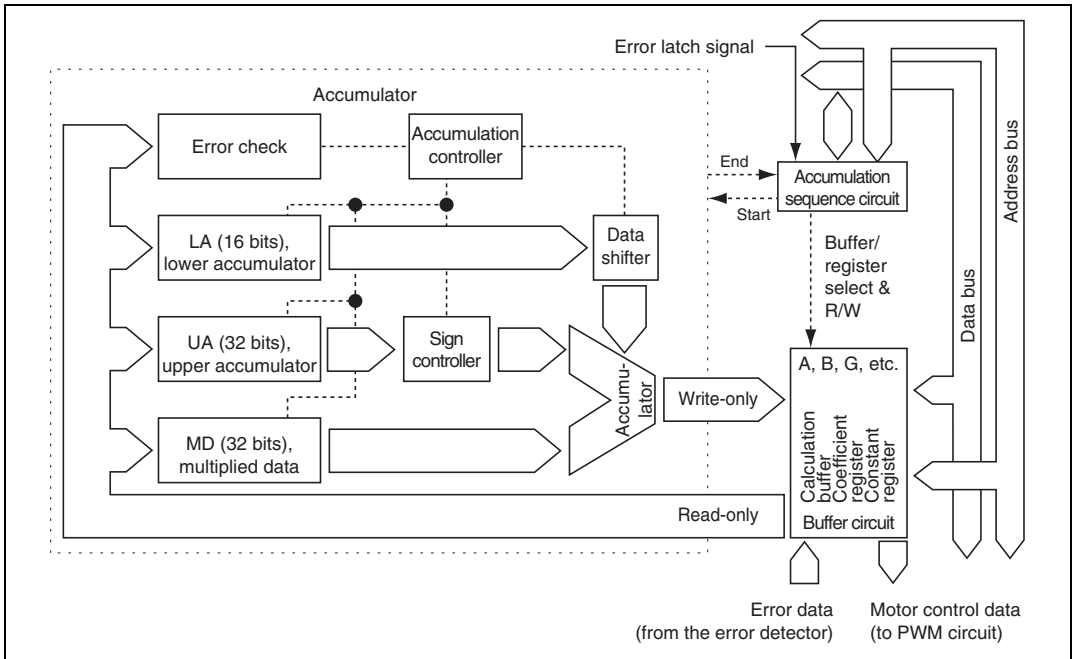 Error latch signal
Accumulator
Error check
Accumulation
controller
End
Start
Accumulation
sequence circuit
Address bus
LA (16 bits),
lower accumulator
Data
shifter
Buffer/
register
select &
R/W
Data bus
UA (32 bits),
upper accumulator
Sign
controller
Accumu-
lator
Write-only
A, B, G, etc.
Calculation
buffer
Coefficient
register
Constant
register
Buffer circuit
MD (32 bits),
multiplied data
Read-only
Error data
(from the error detector)
Motor control data
(to PWM circuit)